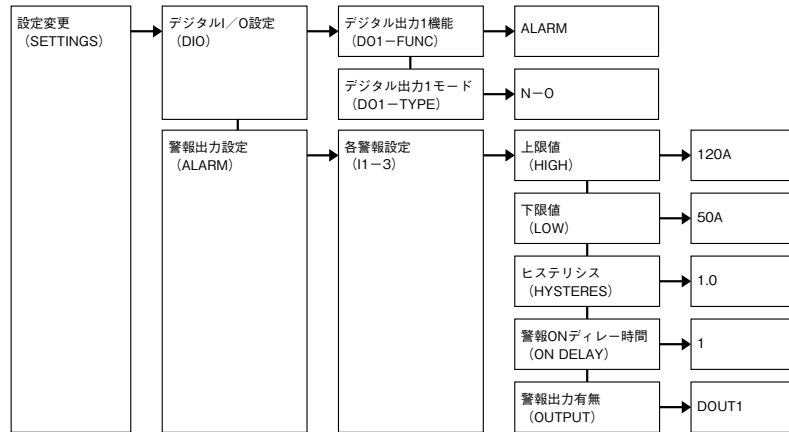 設定変更
（SETTINGS）
デジタルI／O設定
（DIO）
デジタル出力1機能
（DO1−FUNC）
ALARM
デジタル出力1モード
（DO1−TYPE）
N−O
警報出力設定
（ALARM）
各警報設定
（I1−3）
上限値
（HIGH）
120A
下限値
（LOW）
50A
ヒステリシス
（HYSTERES）
1.0
警報ONディレー時間
（ON DELAY）
1
警報出力有無
（OUTPUT）
DOUT1